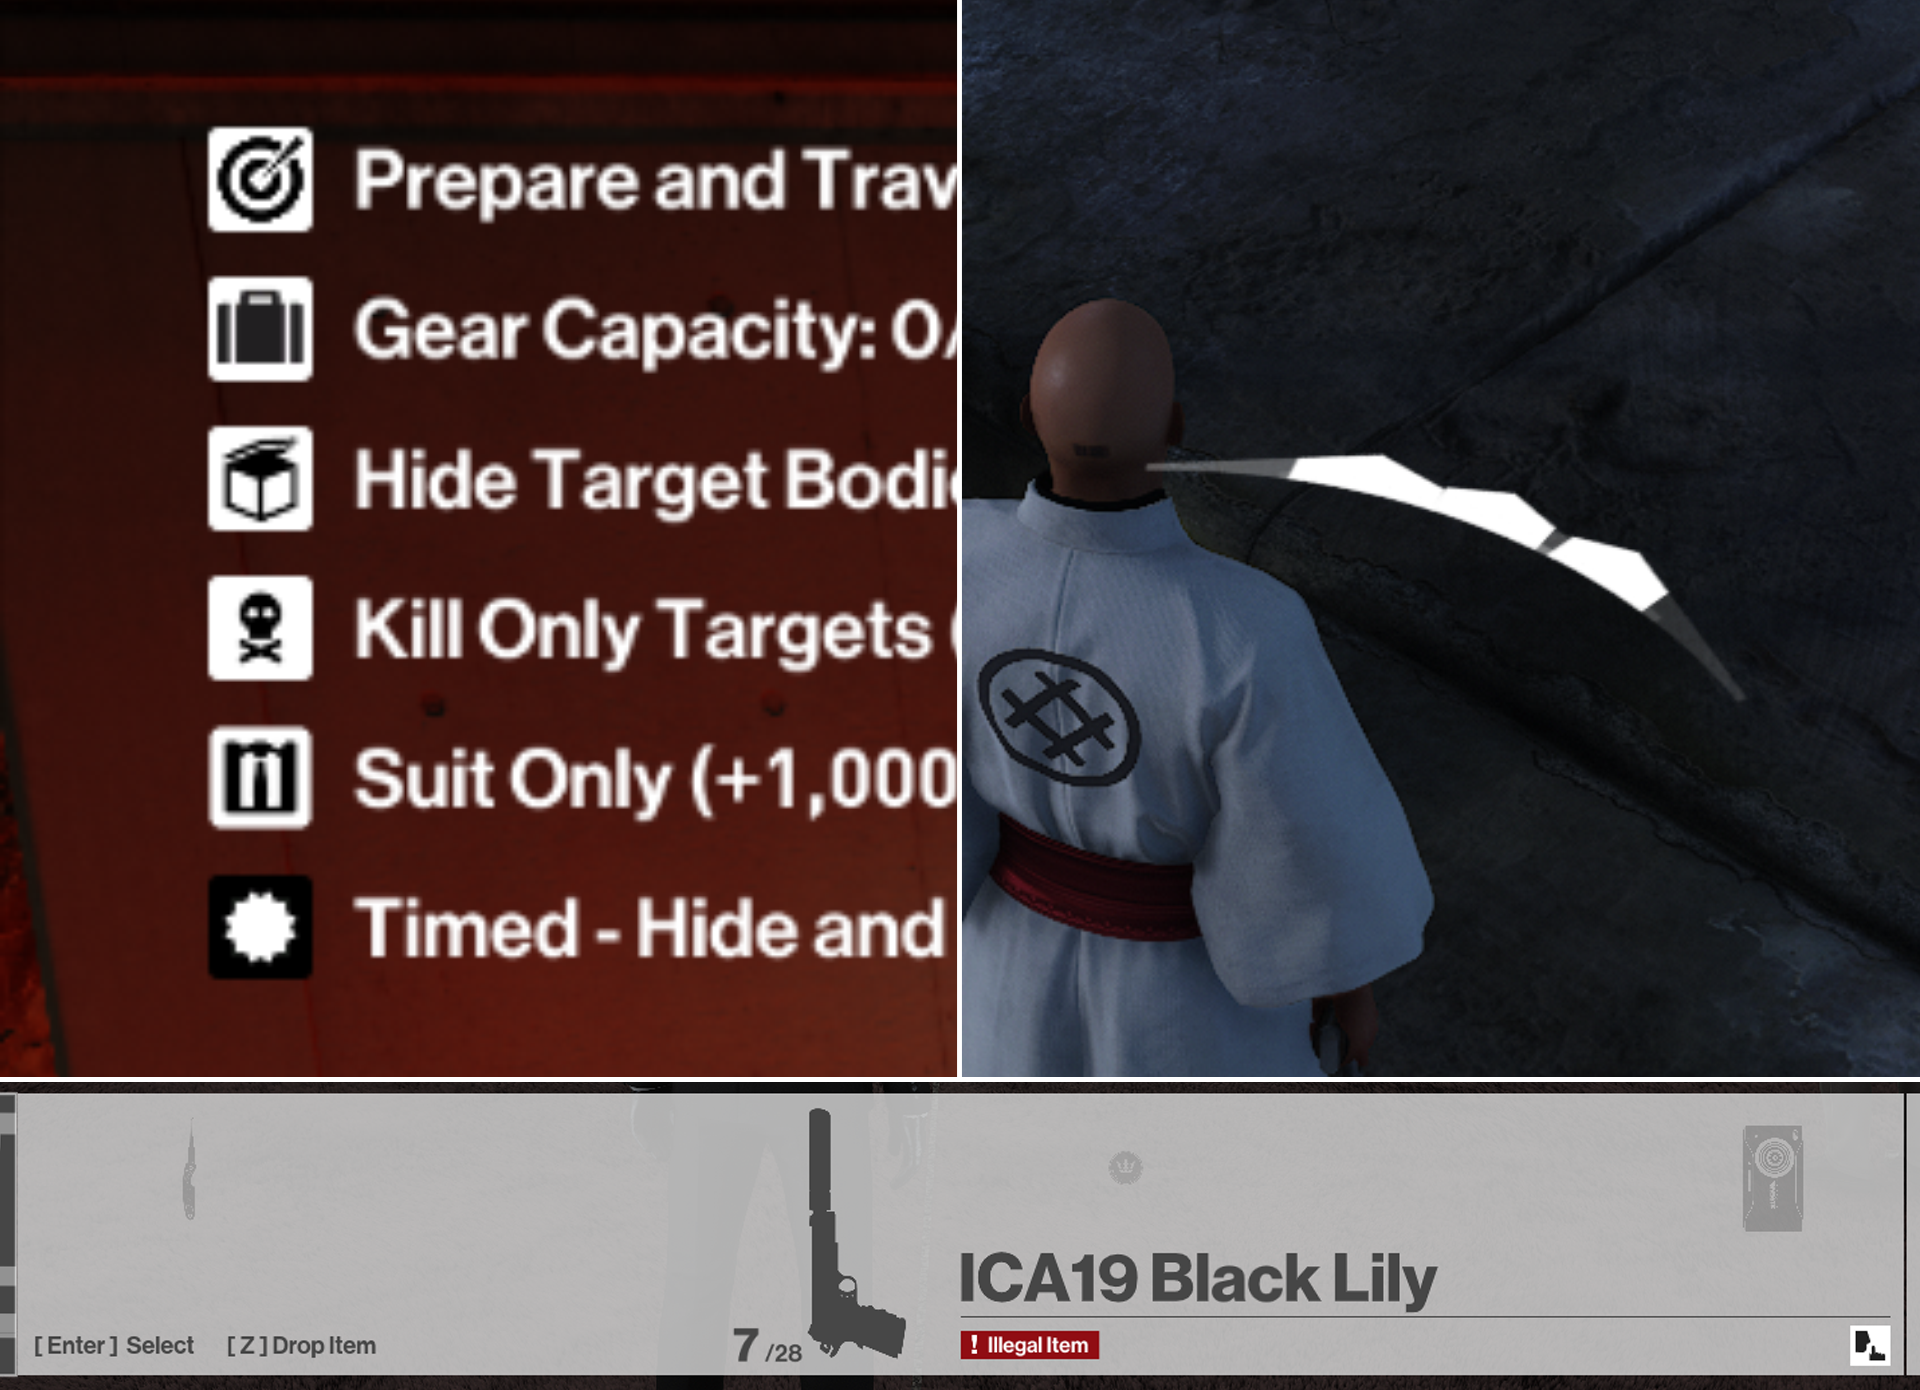 Prepare and Trav
Gear Capacity: 0/
Hide Target Bodi
Kill Only Targets (
Suit Only (+1,000
Timed - Hide and
ICA19 Black Lily
[ Enter ] Select [ Z ] Drop Item
7 /28
! Illegal Item